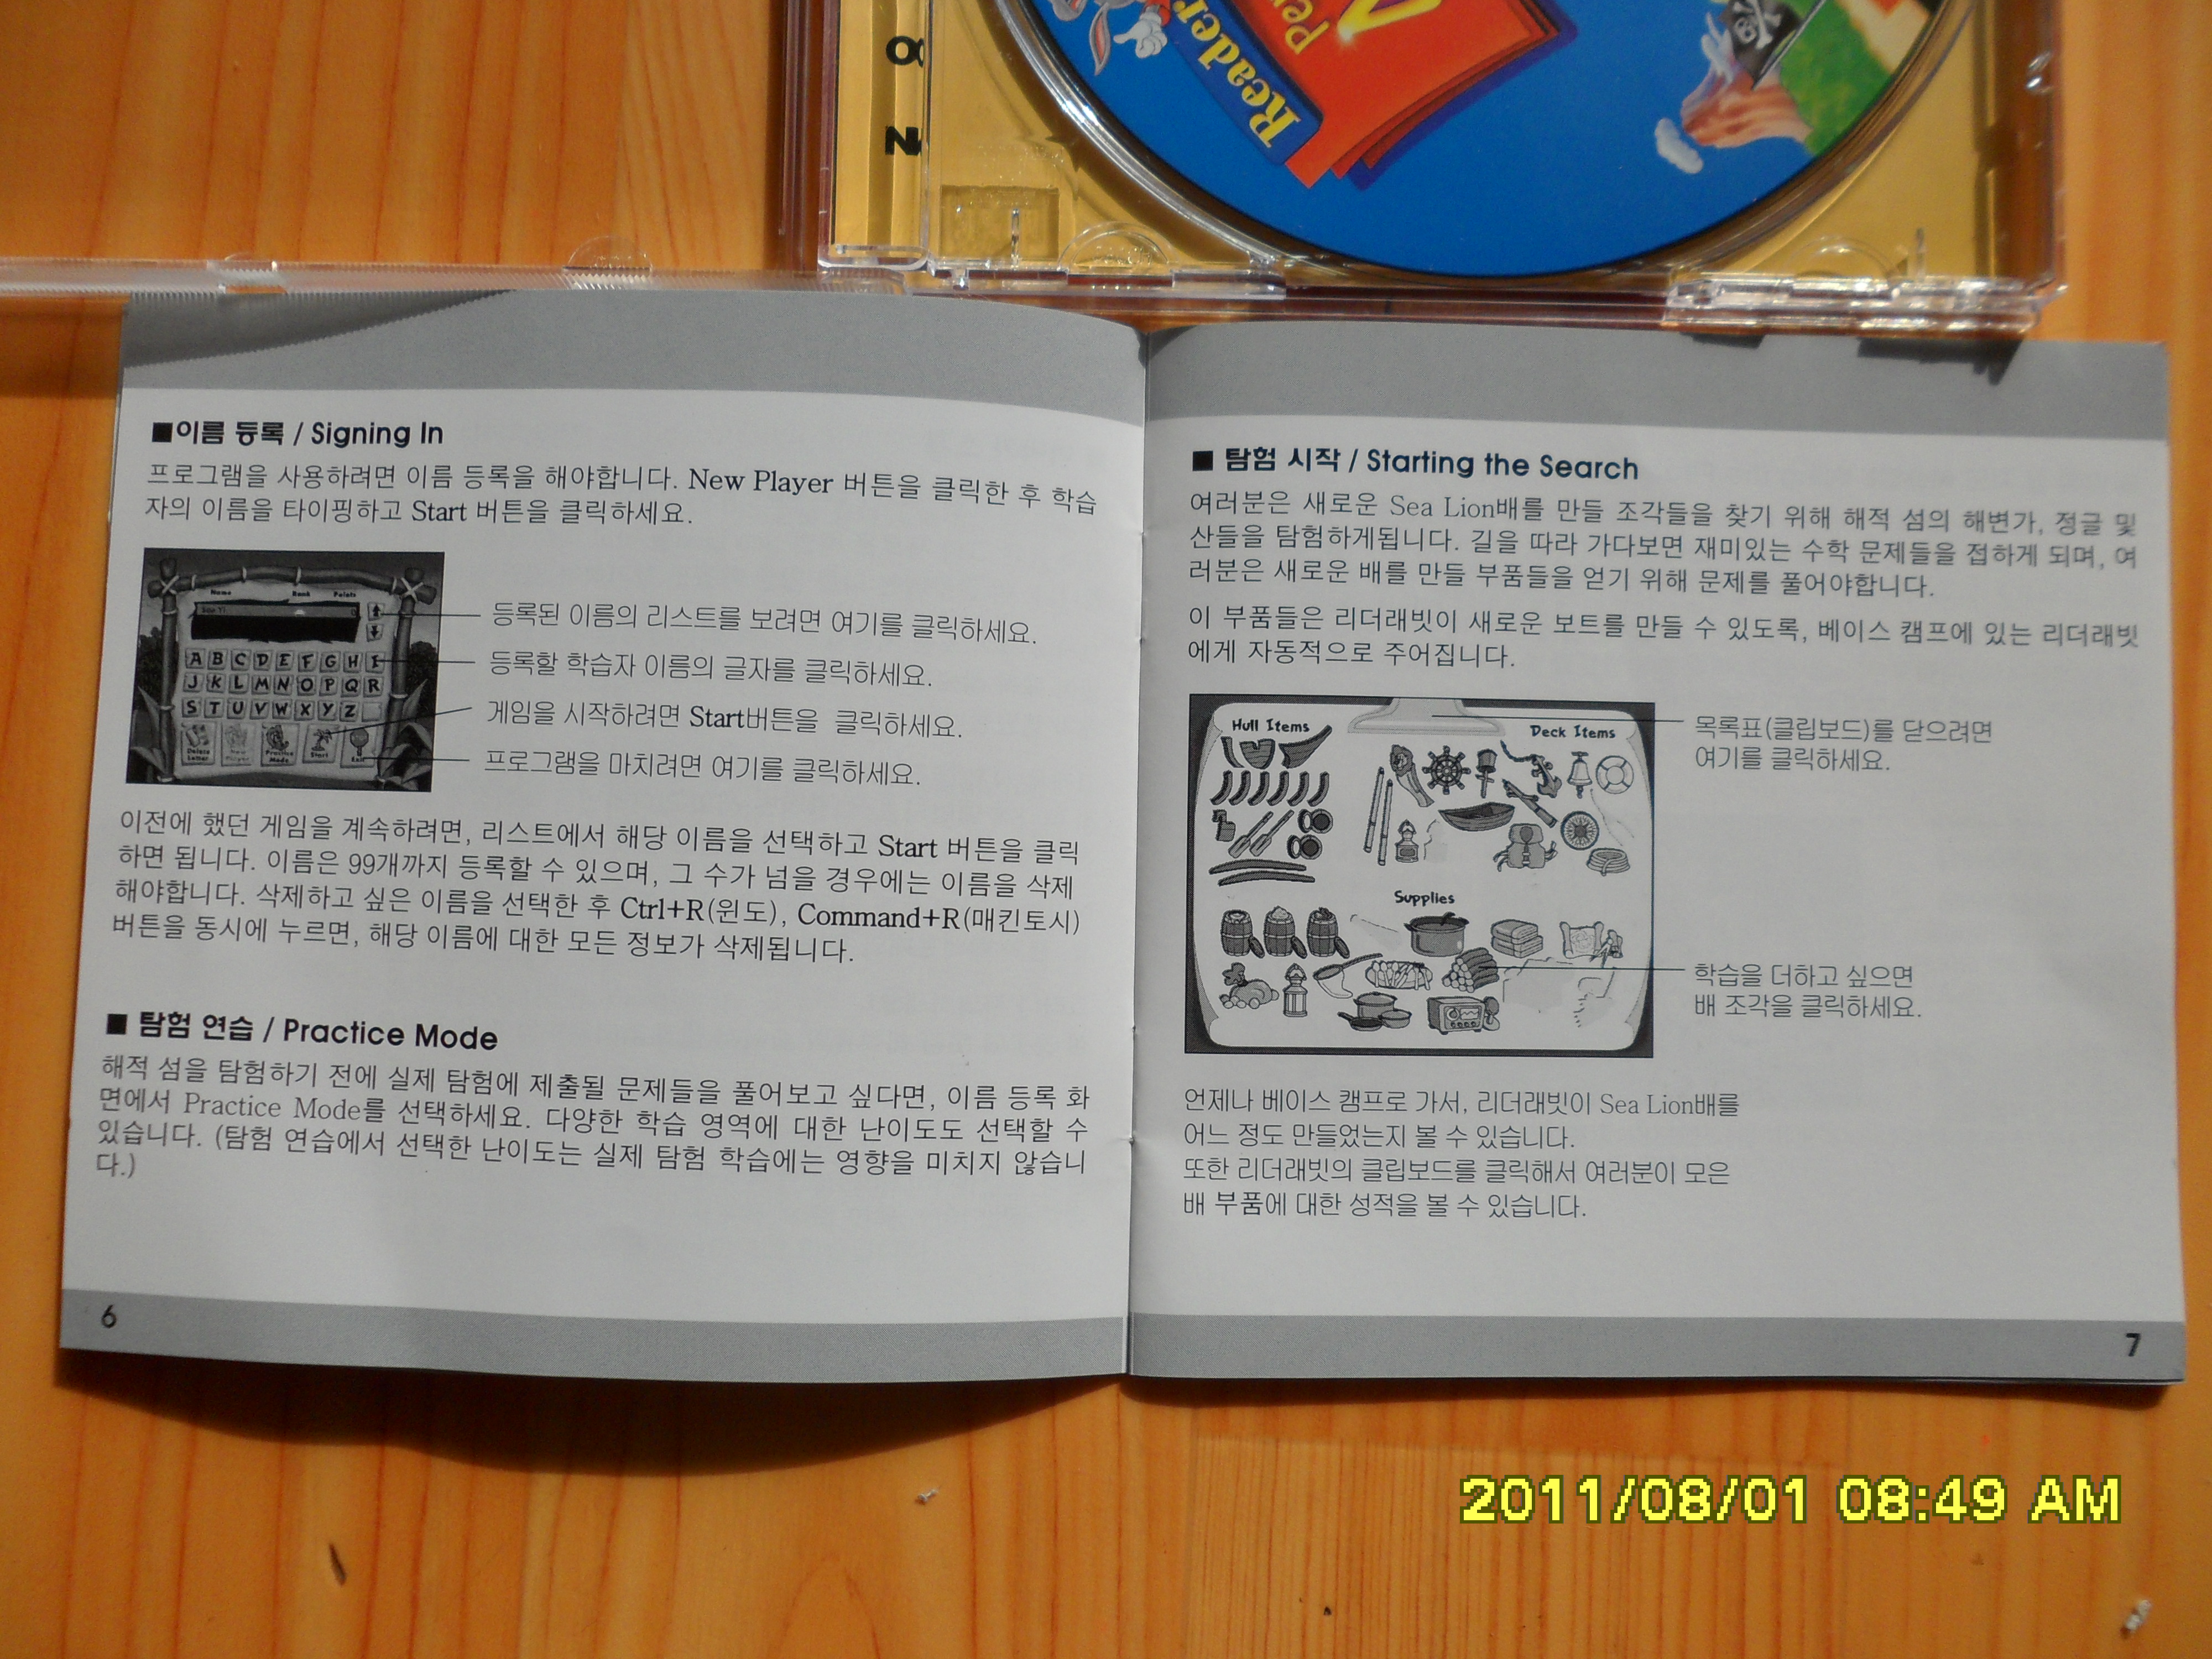 Reader
■이름 등록 / Signing In
프로그램을 사용하려면 이름 등록을 해야합니다. New Player 버튼을 클릭한 후 학습
자의 이름을 타이핑하고 Start 버튼을 클릭하세요.
Name Rank Points
A B C D E F G H I
J K L M N O P Q R
S T U V W X Y Z
Delete Letter
Practice Mode
Start
Exit
등록된 이름의 리스트를 보려면 여기를 클릭하세요.
등록할 학습자 이름의 글자를 클릭하세요.
게임을 시작하려면 Start버튼을 클릭하세요.
프로그램을 마치려면 여기를 클릭하세요.
이전에 했던 게임을 계속하려면, 리스트에서 해당 이름을 선택하고 Start 버튼을 클릭
하면 됩니다. 이름은 99개까지 등록할 수 있으며, 그 수가 넘을 경우에는 이름을 삭제
해야합니다. 삭제하고 싶은 이름을 선택한 후 Ctrl+R(윈도), Command+R(매킨토시)
버튼을 동시에 누르면, 해당 이름에 대한 모든 정보가 삭제됩니다.
■ 탐험 연습 / Practice Mode
해적 섬을 탐험하기 전에 실제 탐험에 제출될 문제들을 풀어보고 싶다면, 이름 등록 화
면에서 Practice Mode를 선택하세요. 다양한 학습 영역에 대한 난이도도 선택할 수
있습니다. (탐험 연습에서 선택한 난이도는 실제 탐험 학습에는 영향을 미치지 않습니
다.)
6
■ 탐험 시작 / Starting the Search
여러분은 새로운 Sea Lion배를 만들 조각들을 찾기 위해 해적 섬의 해변가, 정글 및
산들을 탐험하게됩니다. 길을 따라 가다보면 재미있는 수학 문제들을 접하게 되며, 여
러분은 새로운 배를 만들 부품들을 얻기 위해 문제를 풀어야합니다.
이 부품들은 리더래빗이 새로운 보트를 만들 수 있도록, 베이스 캠프에 있는 리더래빗
에게 자동적으로 주어집니다.
Hull Items
Deck Items
Supplies
목록표(클립보드)를 닫으려면
여기를 클릭하세요.
학습을 더하고 싶으면
배 조각을 클릭하세요.
언제나 베이스 캠프로 가서, 리더래빗이 Sea Lion배를
어느 정도 만들었는지 볼 수 있습니다.
또한 리더래빗의 클립보드를 클릭해서 여러분이 모은
배 부품에 대한 성적을 볼 수 있습니다.
7
2011/08/01 08:49 AM